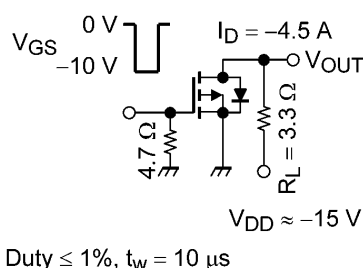 0 V
I_D = −4.5 A
V_GS
−10 V
V_OUT
4.7 Ω
R_L = 3.3 Ω
V_DD ≈ −15 V
Duty ≤ 1%, t_w = 10 μs